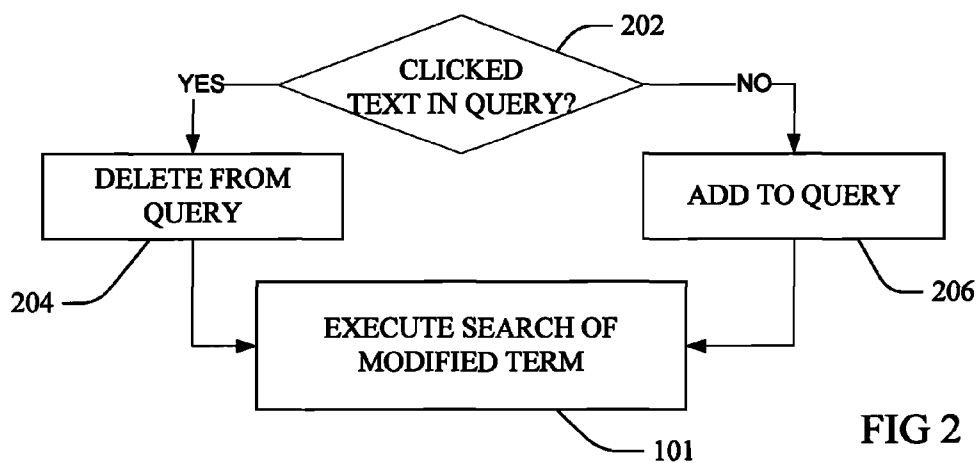 202
CLICKED
TEXT IN QUERY?
YES
NO
DELETE FROM
QUERY
ADD TO QUERY
204
206
EXECUTE SEARCH OF
MODIFIED TERM
101
FIG 2